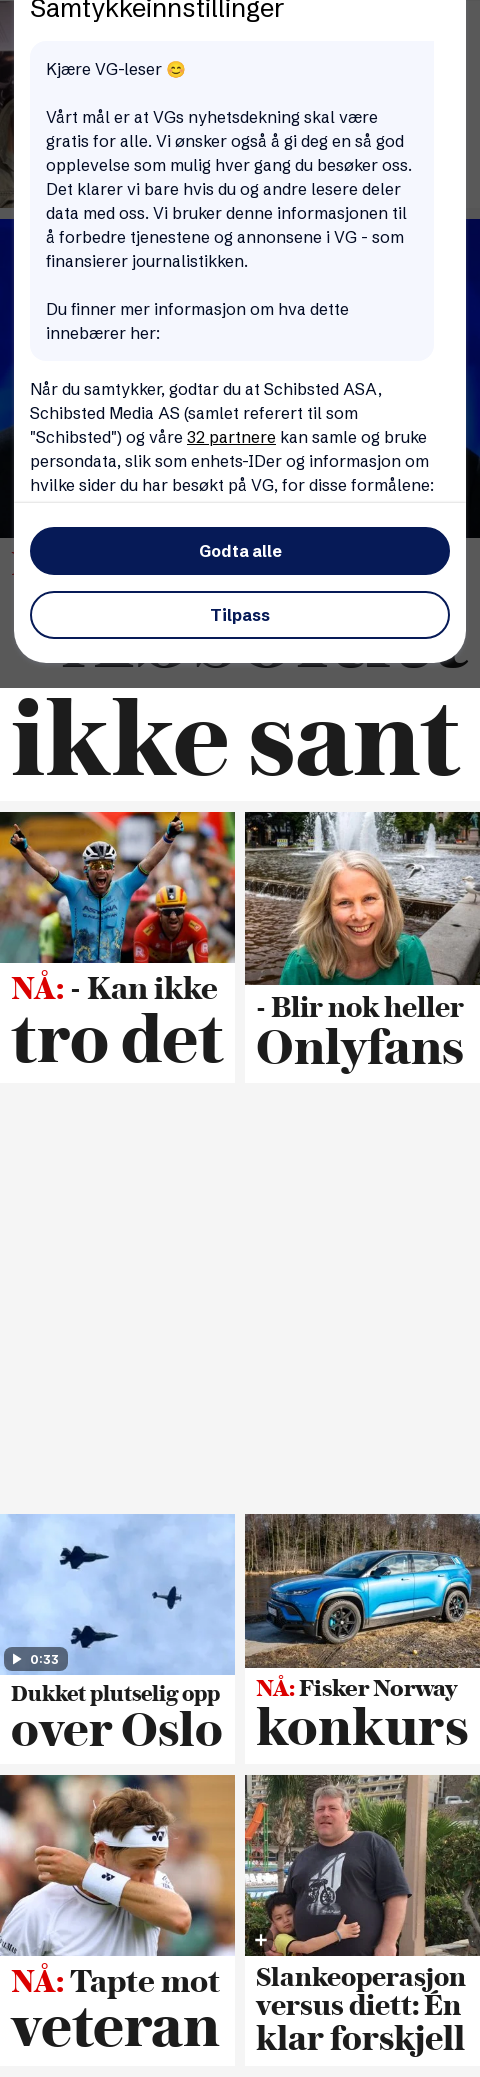 Samtykkeinnstillinger
Kjære VG-leser 😊
Vårt mål er at VGs nyhetsdekning skal være
gratis for alle. Vi ønsker også å gi deg en så god
opplevelse som mulig hver gang du besøker oss.
Det klarer vi bare hvis du og andre lesere deler
data med oss. Vi bruker denne informasjonen til
å forbedre tjenestene og annonsene i VG - som
finansierer journalistikken.
Du finner mer informasjon om hva dette
innebærer her:
Når du samtykker, godtar du at Schibsted ASA,
Schibsted Media AS (samlet referert til som
"Schibsted") og våre 32 partnere kan samle og bruke
persondata, slik som enhets-IDer og informasjon om
hvilke sider du har besøkt på VG, for disse formålene:
Godta alle
Tilpass
ikke sant
NÅ: - Kan ikke
tro det
- Blir nok heller
Onlyfans
0:33
Dukket plutselig opp
over Oslo
NÅ: Fisker Norway
konkurs
NÅ: Tapte mot
veteran
Slankeoperasjon
versus diett: Én
klar forskjell